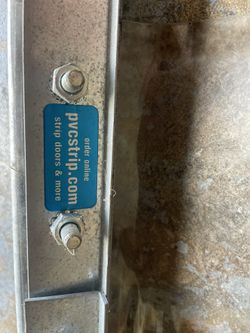 order online
pvcstrip.com
strip doors & more